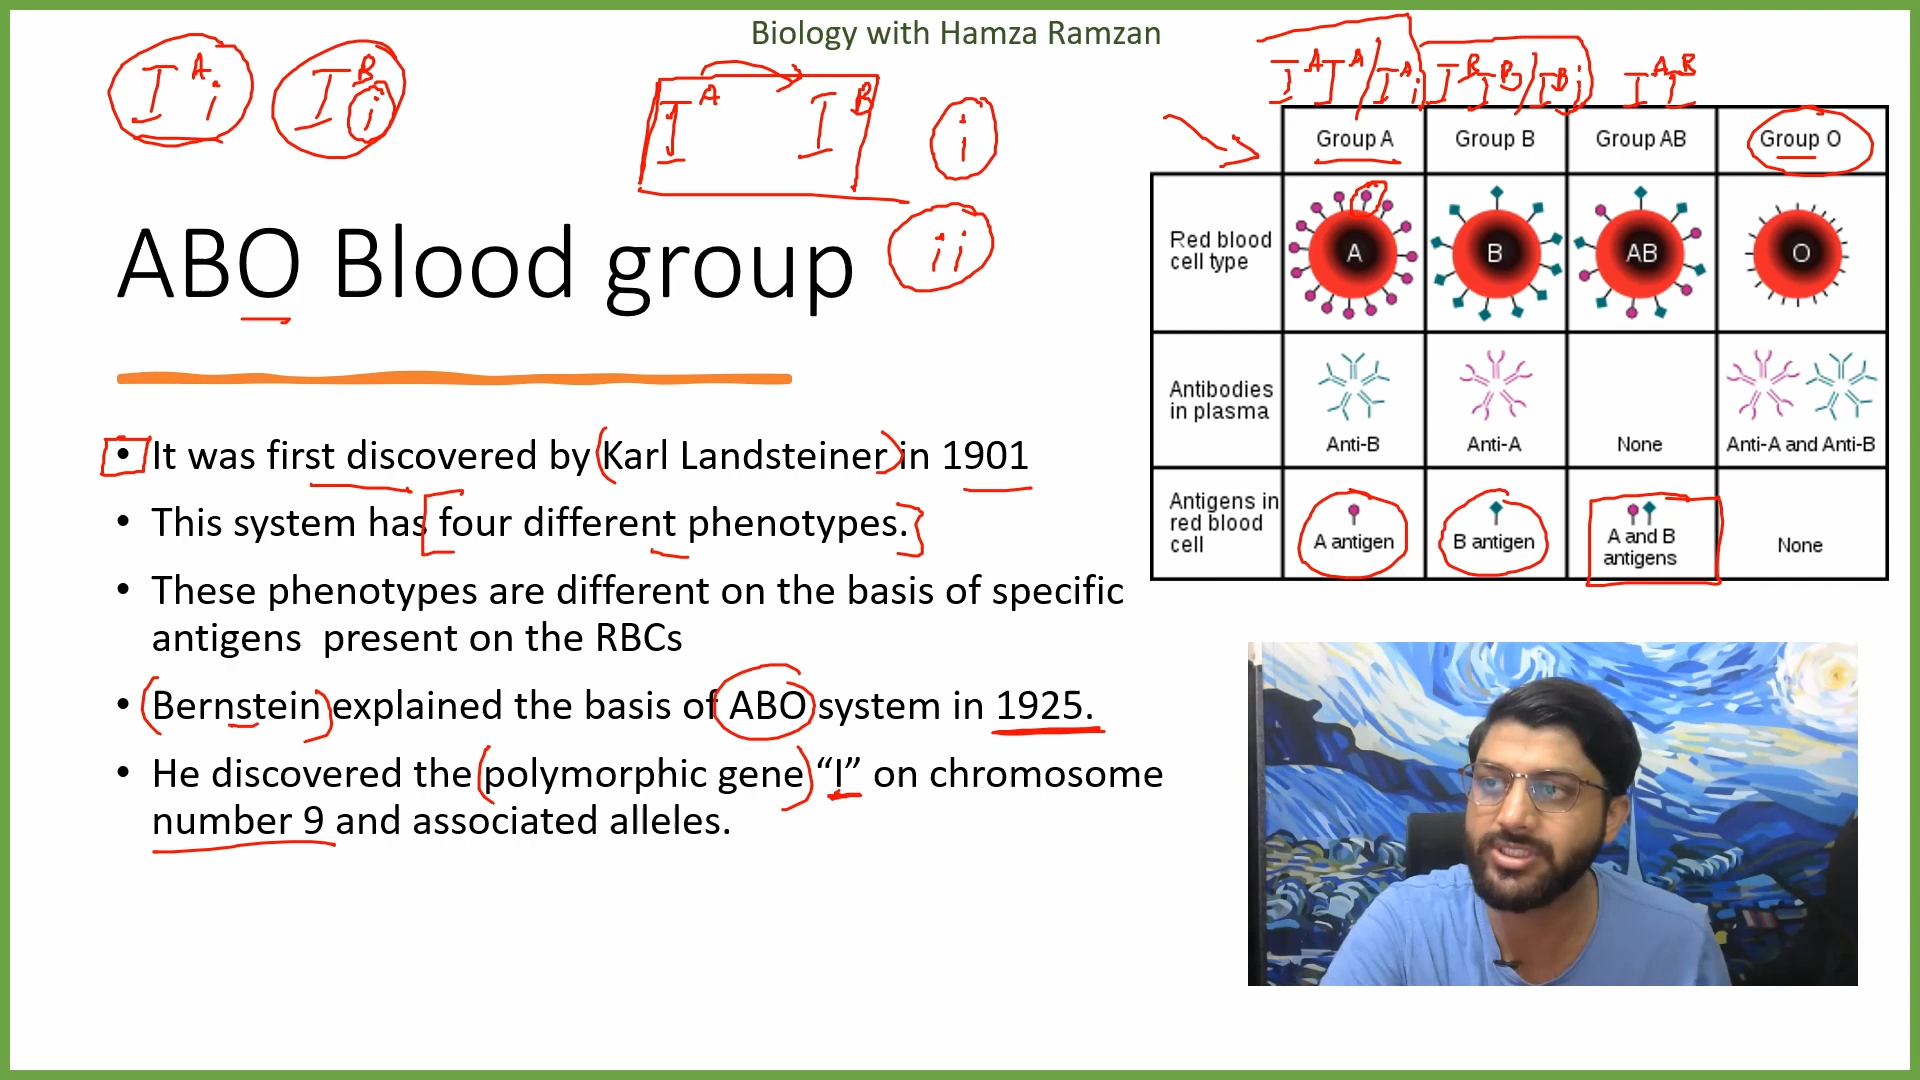 Biology with Hamza Ramzan
I^A i
I^B i
I^A I^B
i
ii
I^A I^A / I^A i
I^B I^B / I^B i
I^A I^B
ABO Blood group
• It was first discovered by Karl Landsteiner in 1901
• This system has four different phenotypes.
• These phenotypes are different on the basis of specific
antigens present on the RBCs
• Bernstein explained the basis of ABO system in 1925.
• He discovered the polymorphic gene “I” on chromosome
number 9 and associated alleles.
Group A Group B Group AB Group O
Red blood
cell type
A B AB O
Antibodies
in plasma
Anti-B Anti-A None Anti-A and Anti-B
Antigens in
red blood
cell
A antigen B antigen A and B
antigens None